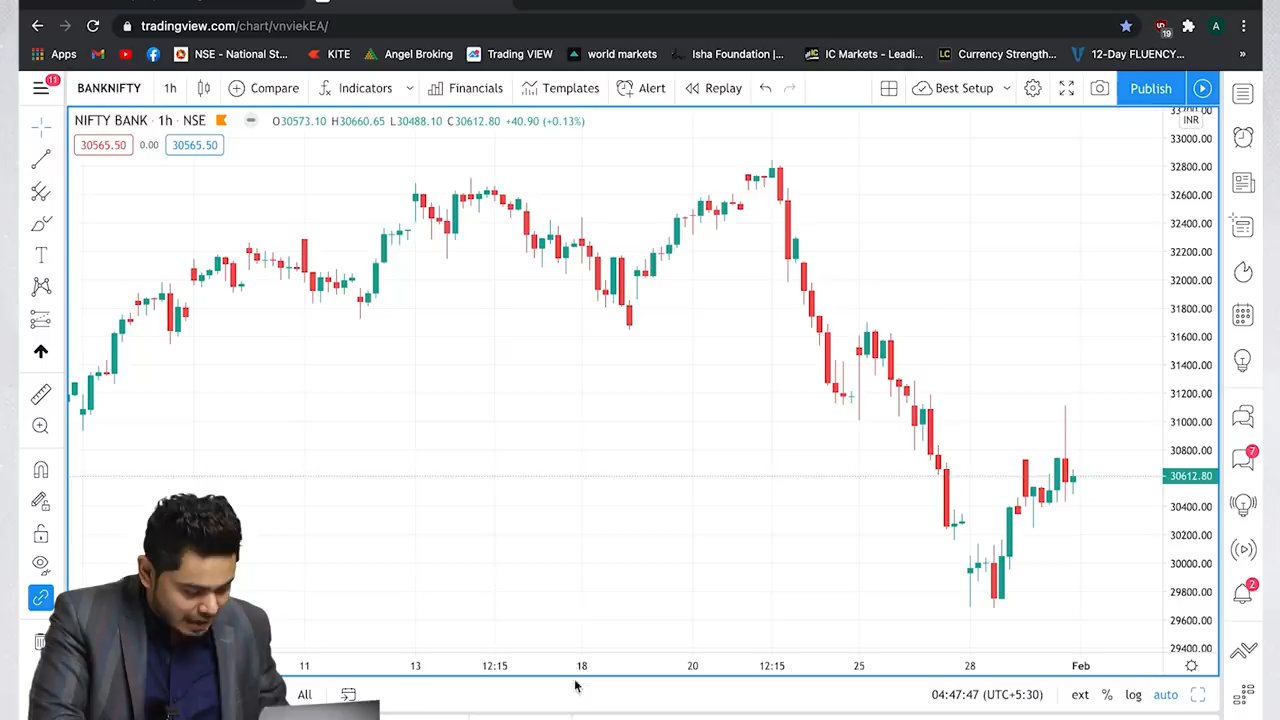 tradingview.com/chart/vnviekEA/
19
A
Apps
NSE - National St...
KITE
Angel Broking
Trading VIEW
world markets
Isha Foundation |...
IC Markets - Leadi...
LC
Currency Strength...
12-Day FLUENCY...
»
11
BANKNIFTY
1h
Compare
Indicators
Financials
Templates
Alert
Replay
Best Setup
Publish
NIFTY BANK · 1h · NSE
O30573.10 H30660.65 L30488.10 C30612.80 +40.90 (+0.13%)
INR
30565.50
0.00
30565.50
33000.00
32800.00
32600.00
32400.00
32200.00
32000.00
31800.00
31600.00
31400.00
31200.00
31000.00
30800.00
30612.80
30400.00
30200.00
30000.00
29800.00
29600.00
29400.00
7
2
11
13
12:15
18
20
12:15
25
28
Feb
All
04:47:47 (UTC+5:30)
ext
%
log
auto